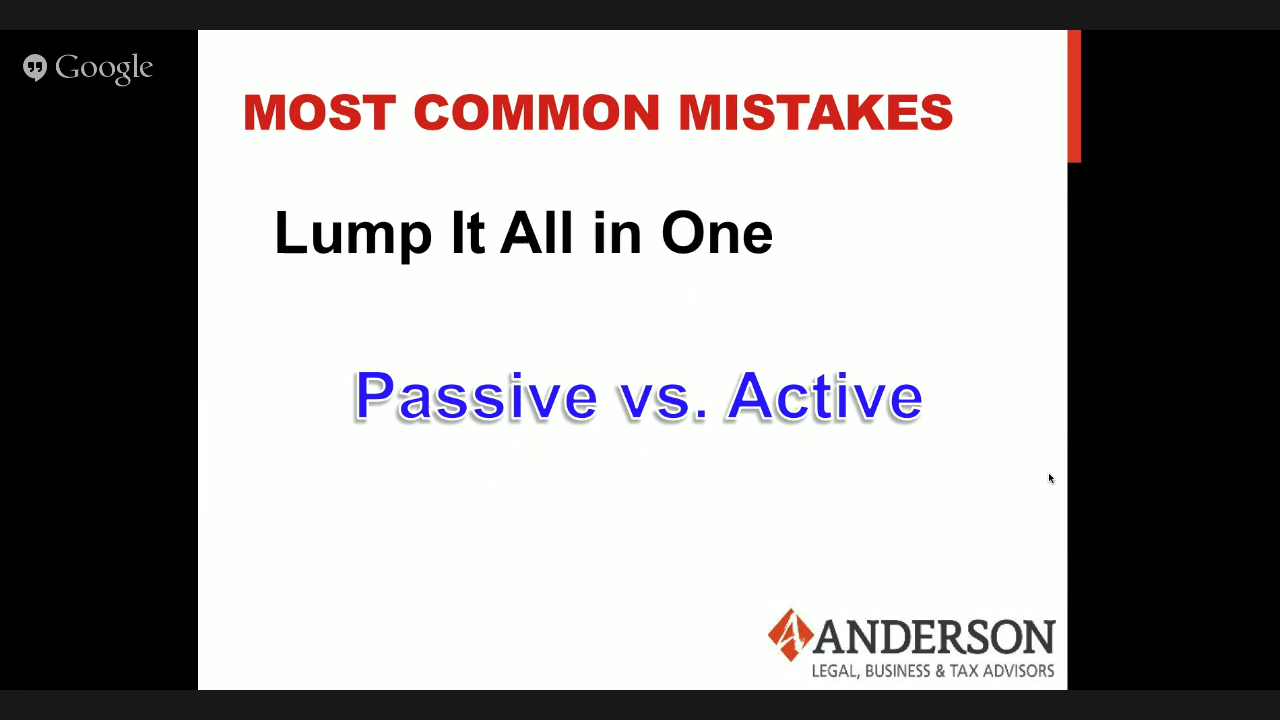 Google
MOST COMMON MISTAKES
Lump It All in One
Passive vs. Active
ANDERSON
LEGAL, BUSINESS & TAX ADVISORS